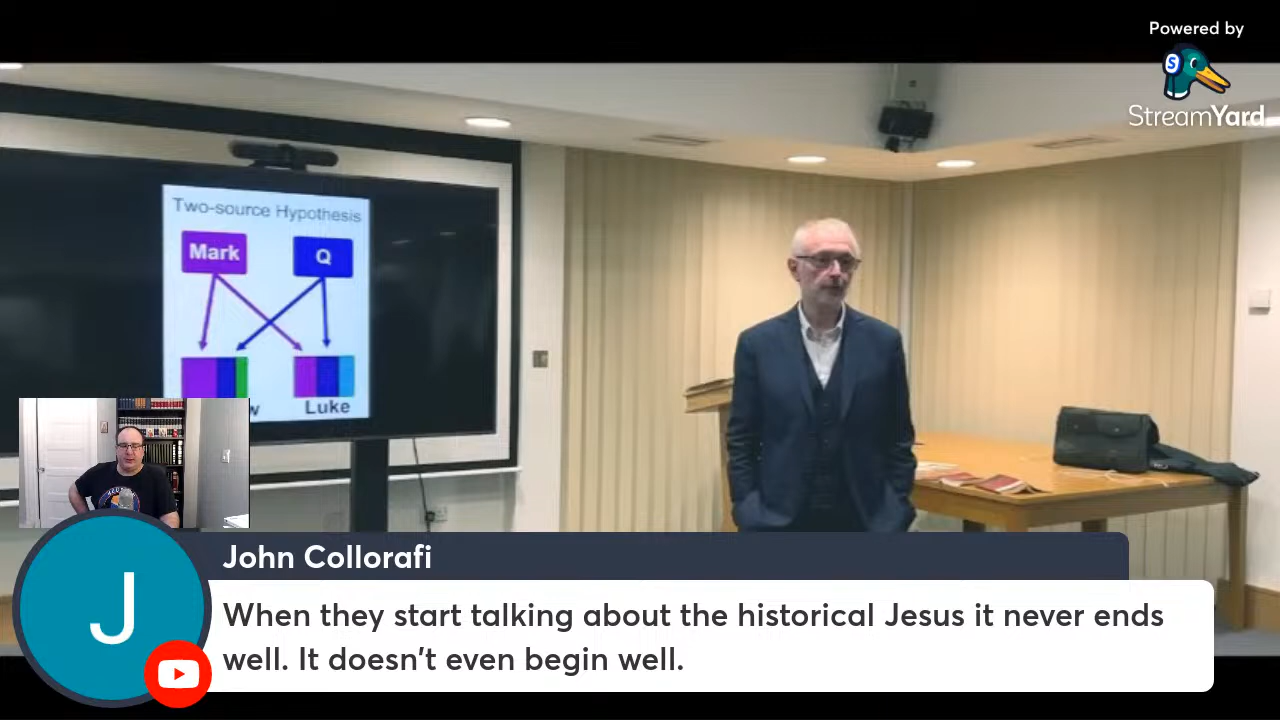 Powered by
StreamYard
S
Two-source Hypothesis
Mark
Q
w
Luke
J
John Collorafi
When they start talking about the historical Jesus it never ends
well. It doesn't even begin well.